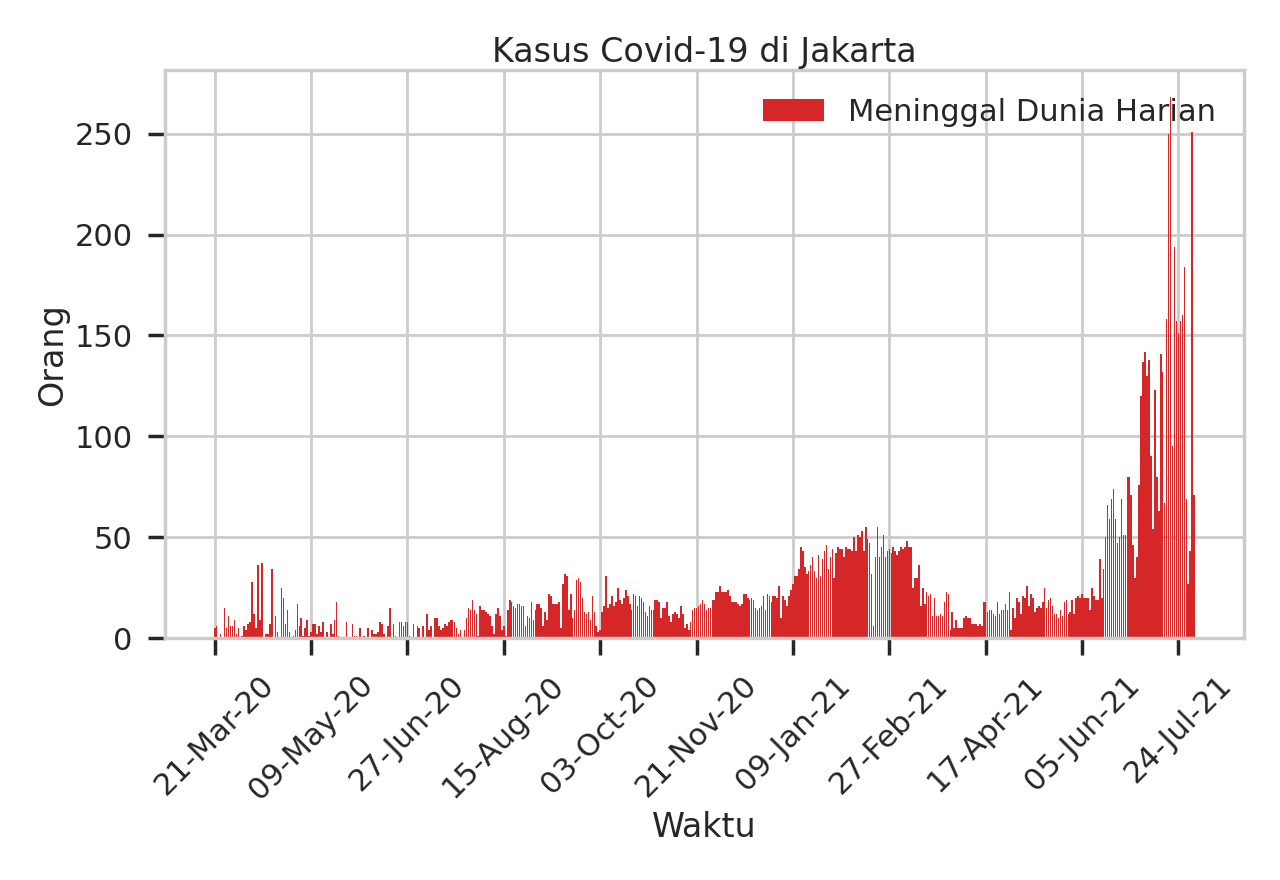 Kasus Covid-19 di Jakarta
Meninggal Dunia Harian
Orang
250
200
150
100
50
0
21-Mar-20
09-May-20
27-Jun-20
15-Aug-20
03-Oct-20
21-Nov-20
09-Jan-21
27-Feb-21
17-Apr-21
05-Jun-21
24-Jul-21
Waktu